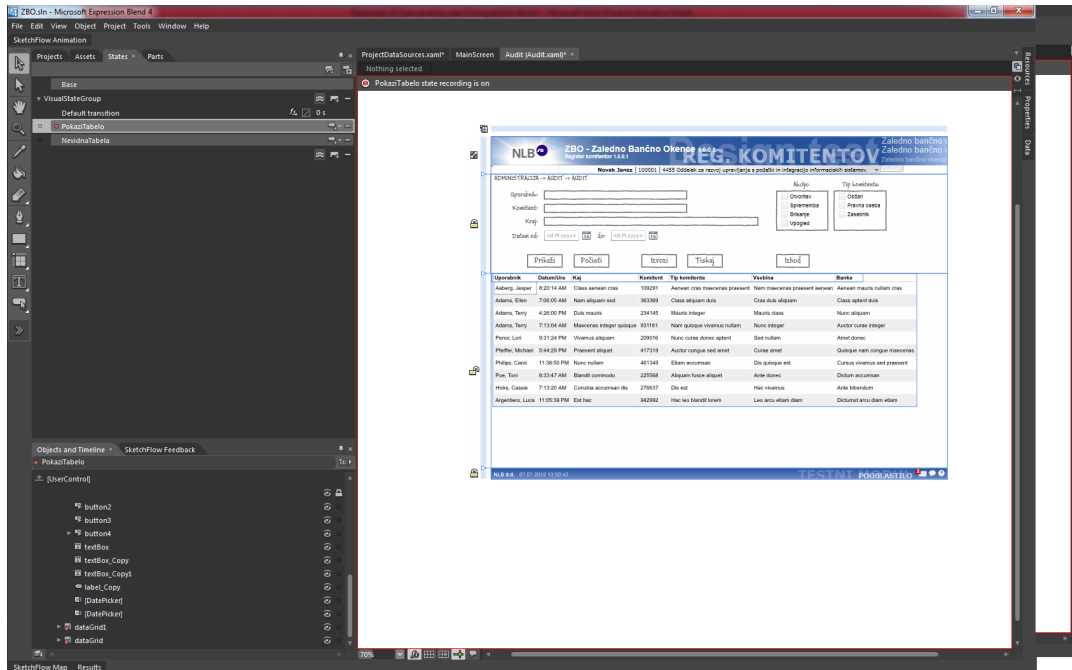 ZBO.sln - Microsoft Expression Blend 4
File Edit View Object Project Tools Window Help
SketchFlow Animation
Projects Assets States Parts
ProjectDataSources.xaml* MainScreen Audit (Audit.xaml)*
Nothing selected
PokaziTabelo state recording is on
Base
VisualStateGroup
Default transition 0 s
PokaziTabelo
NevidnaTabela
Resources
Properties
Data
NLB
ZBO - Zaledno Bančno Okence
Register komitentov 1.0.0.1
REG. KOMITENTOV
Zaledno bančno
Zaledno bančno
Novak Janez | 100001 | 4455 Oddelek za razvoj upravljanja s podatki in integracijo informacijskih sistemov.
ADMINISTRACIJA -> AUDIT -> AUDIT
Uporabnik:
Komitent:
Kraj:
Datum od: <d.M.yyyy> do: <d.M.yyyy>
Akcije:
Otvoritev
Sprememba
Brisanje
Vpogled
Tip komitenta:
Občan
Pravna oseba
Zasebnik
Prikaži Počisti Izvozi Tiskaj Izhod
Uporabnik Datum/Ura Kaj Komitent Tip komitenta Vsebina Banka
Aaberg, Jesper 8:20:14 AM Class aenean cras 109291 Aenean cras maecenas praesent Nam maecenas praesent aenean Aenean mauris nullam cras
Adams, Ellen 7:06:05 AM Nam aliquam sed 363369 Class aliquam duis Cras duis aliquam Class aptent duis
Adams, Terry 4:26:00 PM Duis mauris 234145 Mauris integer Mauris class Nunc aliquam
Adams, Terry 7:13:04 AM Maecenas integer quisque 931181 Nam quisque vivamus nullam Nunc integer Auctor curae integer
Penor, Lori 9:31:24 PM Vivamus aliquam 209016 Nunc curae donec aptent Sed nullam Amet donec
Pfeiffer, Michael 5:44:29 PM Praesent aliquet 417319 Auctor congue sed amet Curae amet Quisque nam congue maecenas
Philips, Carol 11:36:50 PM Nunc nullam 461349 Etiam accumsan Dis quisque est Cursus vivamus sed praesent
Poe, Toni 8:33:47 AM Blandit commodo 225568 Aliquam fusce aliquet Ante donec Dictum accumsan
Hicks, Cassie 7:13:20 AM Conubia accumsan dis 276637 Dis est Hac vivamus Ante bibendum
Argentiero, Luca 11:05:39 PM Est hac 942992 Hac leo blandit lorem Leo arcu etiam diam Dictumst arcu diam etiam
NLB d.d. 07.07.2012 13:00:42
TESTNI
POOBLASTILO
Objects and Timeline SketchFlow Feedback
PokaziTabelo
[UserControl]
button2
button3
button4
textBox
textBox_Copy
textBox_Copy1
label_Copy
[DatePicker]
[DatePicker]
dataGrid1
dataGrid
70%
SketchFlow Map Results